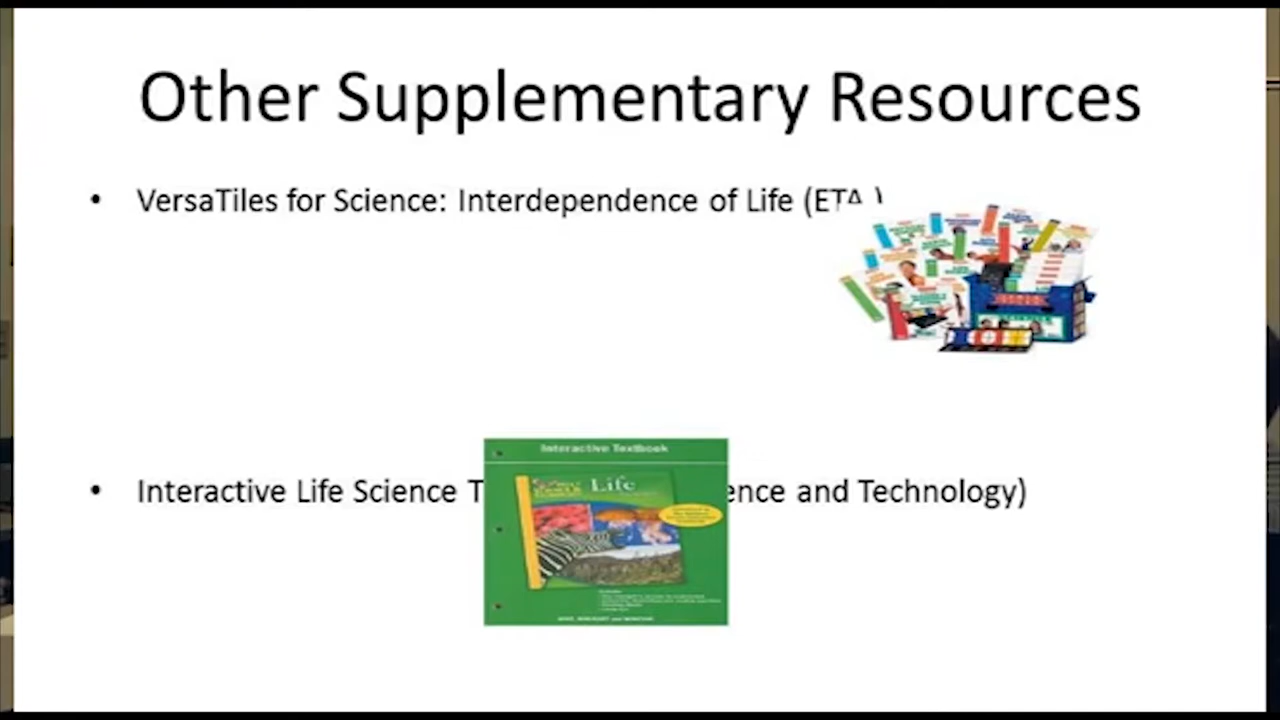 Other Supplementary Resources
• VersaTiles for Science: Interdependence of Life (ETA )
Interactive Textbook
• Interactive Life Science T
ence and Technology)
Life